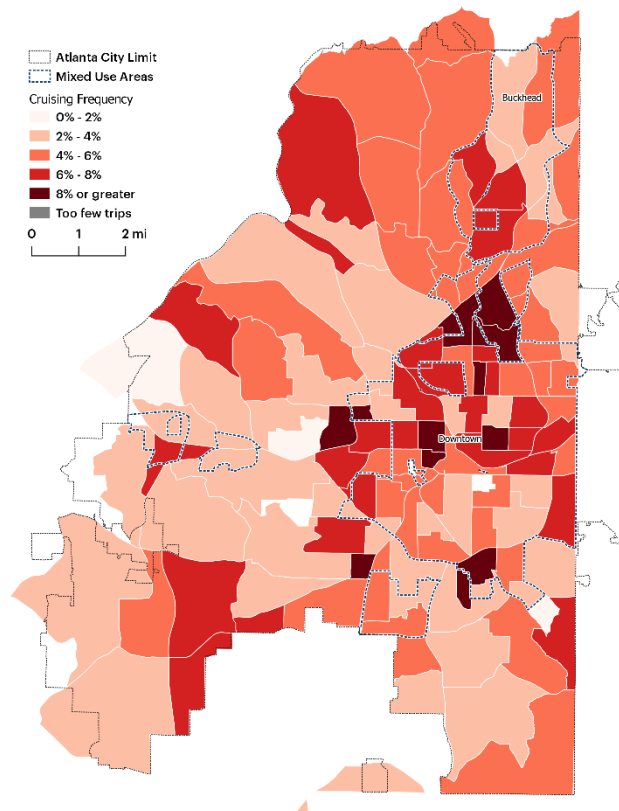 Atlanta City Limit
Mixed Use Areas
Cruising Frequency
0% - 2%
2% - 4%
4% - 6%
6% - 8%
8% or greater
Too few trips
0 1 2 mi
Buckhead
Downtown